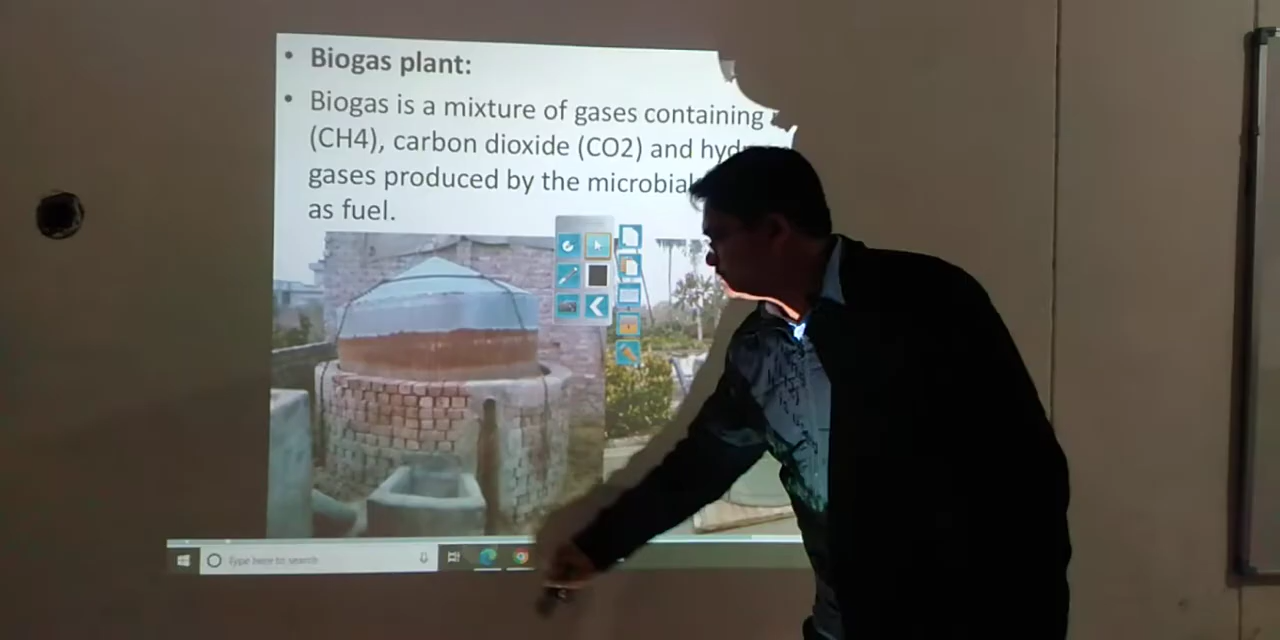 • Biogas plant:
• Biogas is a mixture of gases containing
(CH4), carbon dioxide (CO2) and
gases produced by the microbial
as fuel.
Type here to search